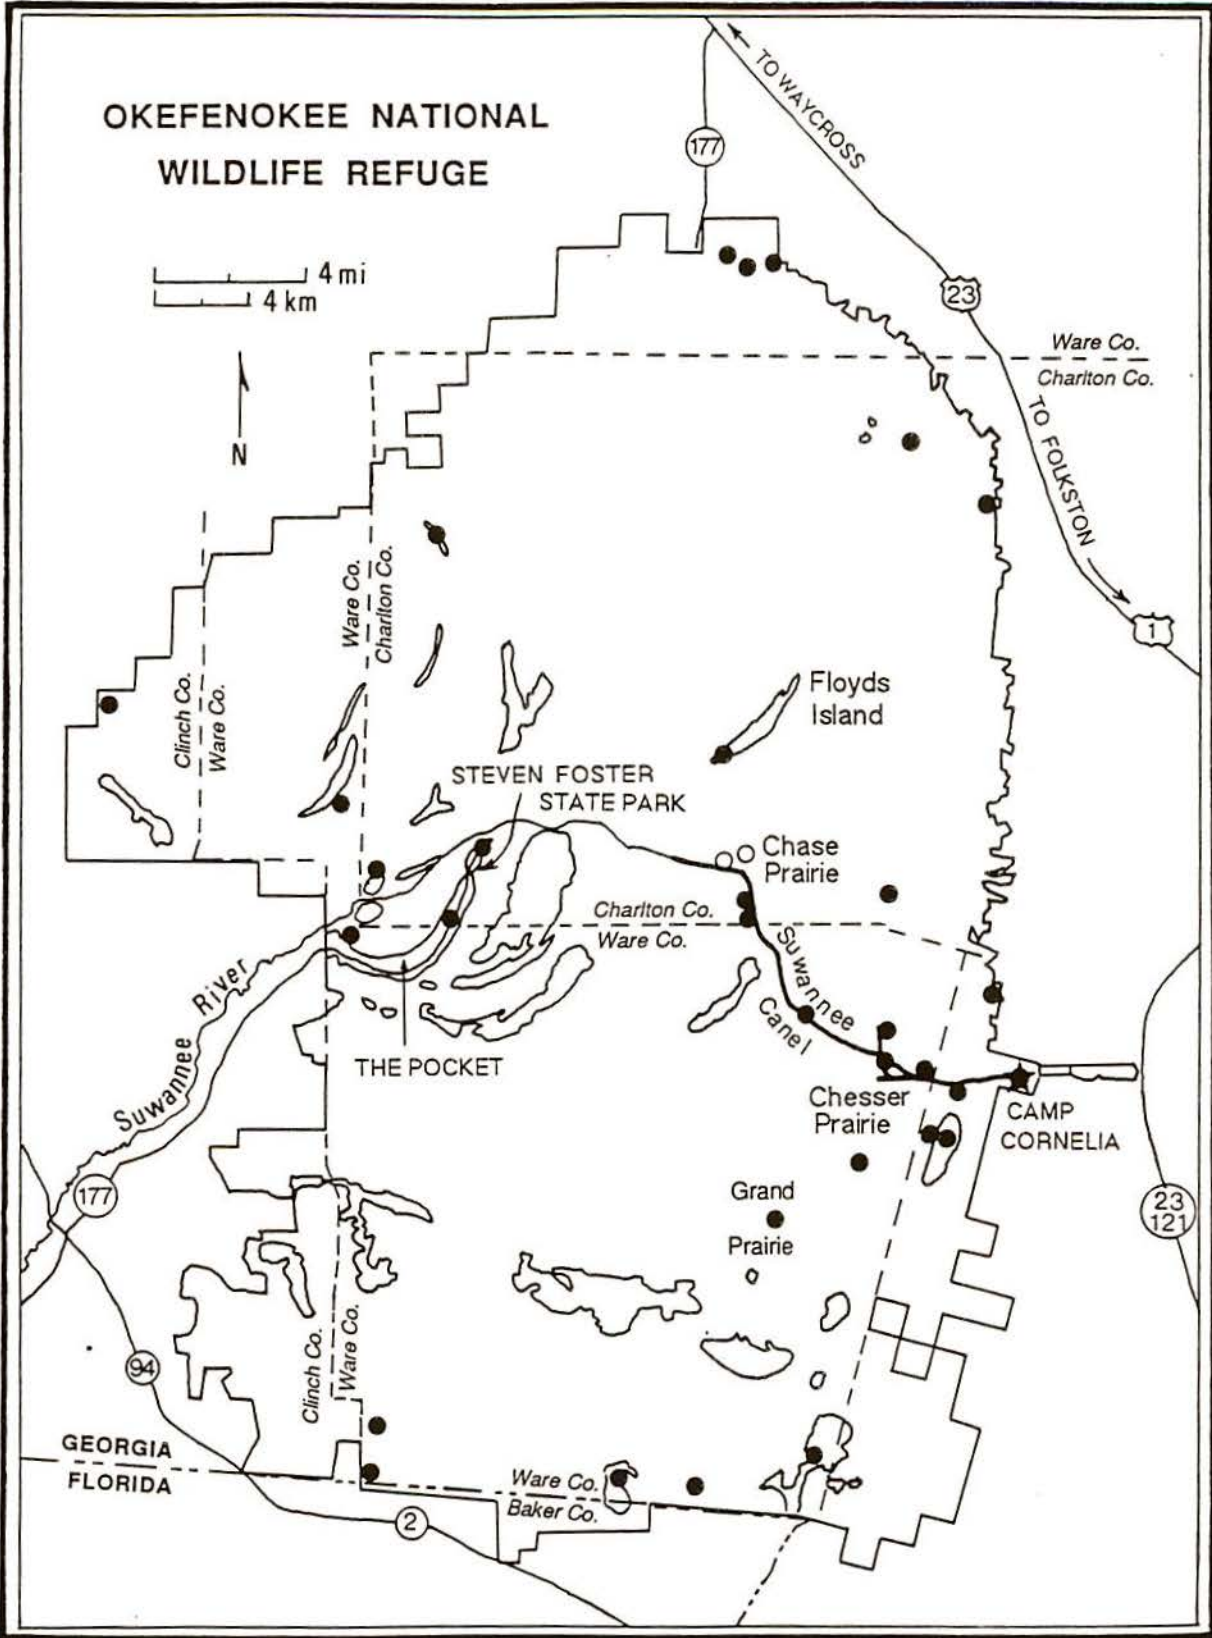 OKEFENOKEE NATIONAL
WILDLIFE REFUGE
4 mi
4 km
N
177
TO WAYCROSS
23
Ware Co.
Charlton Co.
TO FOLKSTON
1
Ware Co.
Charlton Co.
Clinch Co.
Ware Co.
Floyds
Island
STEVEN FOSTER
STATE PARK
Chase
Prairie
Charlton Co.
Ware Co.
Suwannee
Canel
Suwannee River
THE POCKET
Chesser
Prairie
CAMP
CORNELIA
177
Grand
Prairie
23
121
94
Clinch Co.
Ware Co.
GEORGIA
FLORIDA
Ware Co.
Baker Co.
2